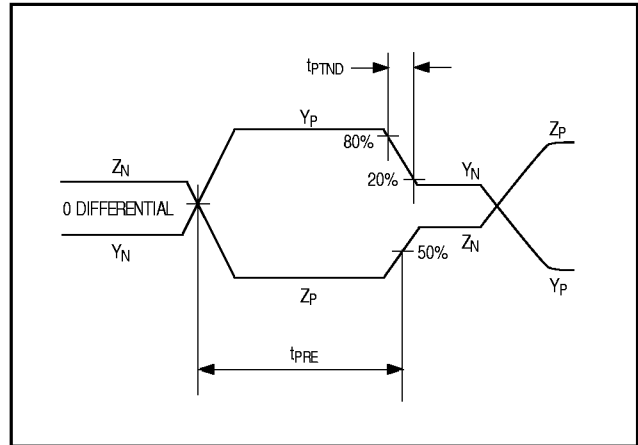 tPTND
YP
80%
ZP
ZN
YN
20%
0 DIFFERENTIAL
ZN
50%
YN
ZP
YP
tPRE